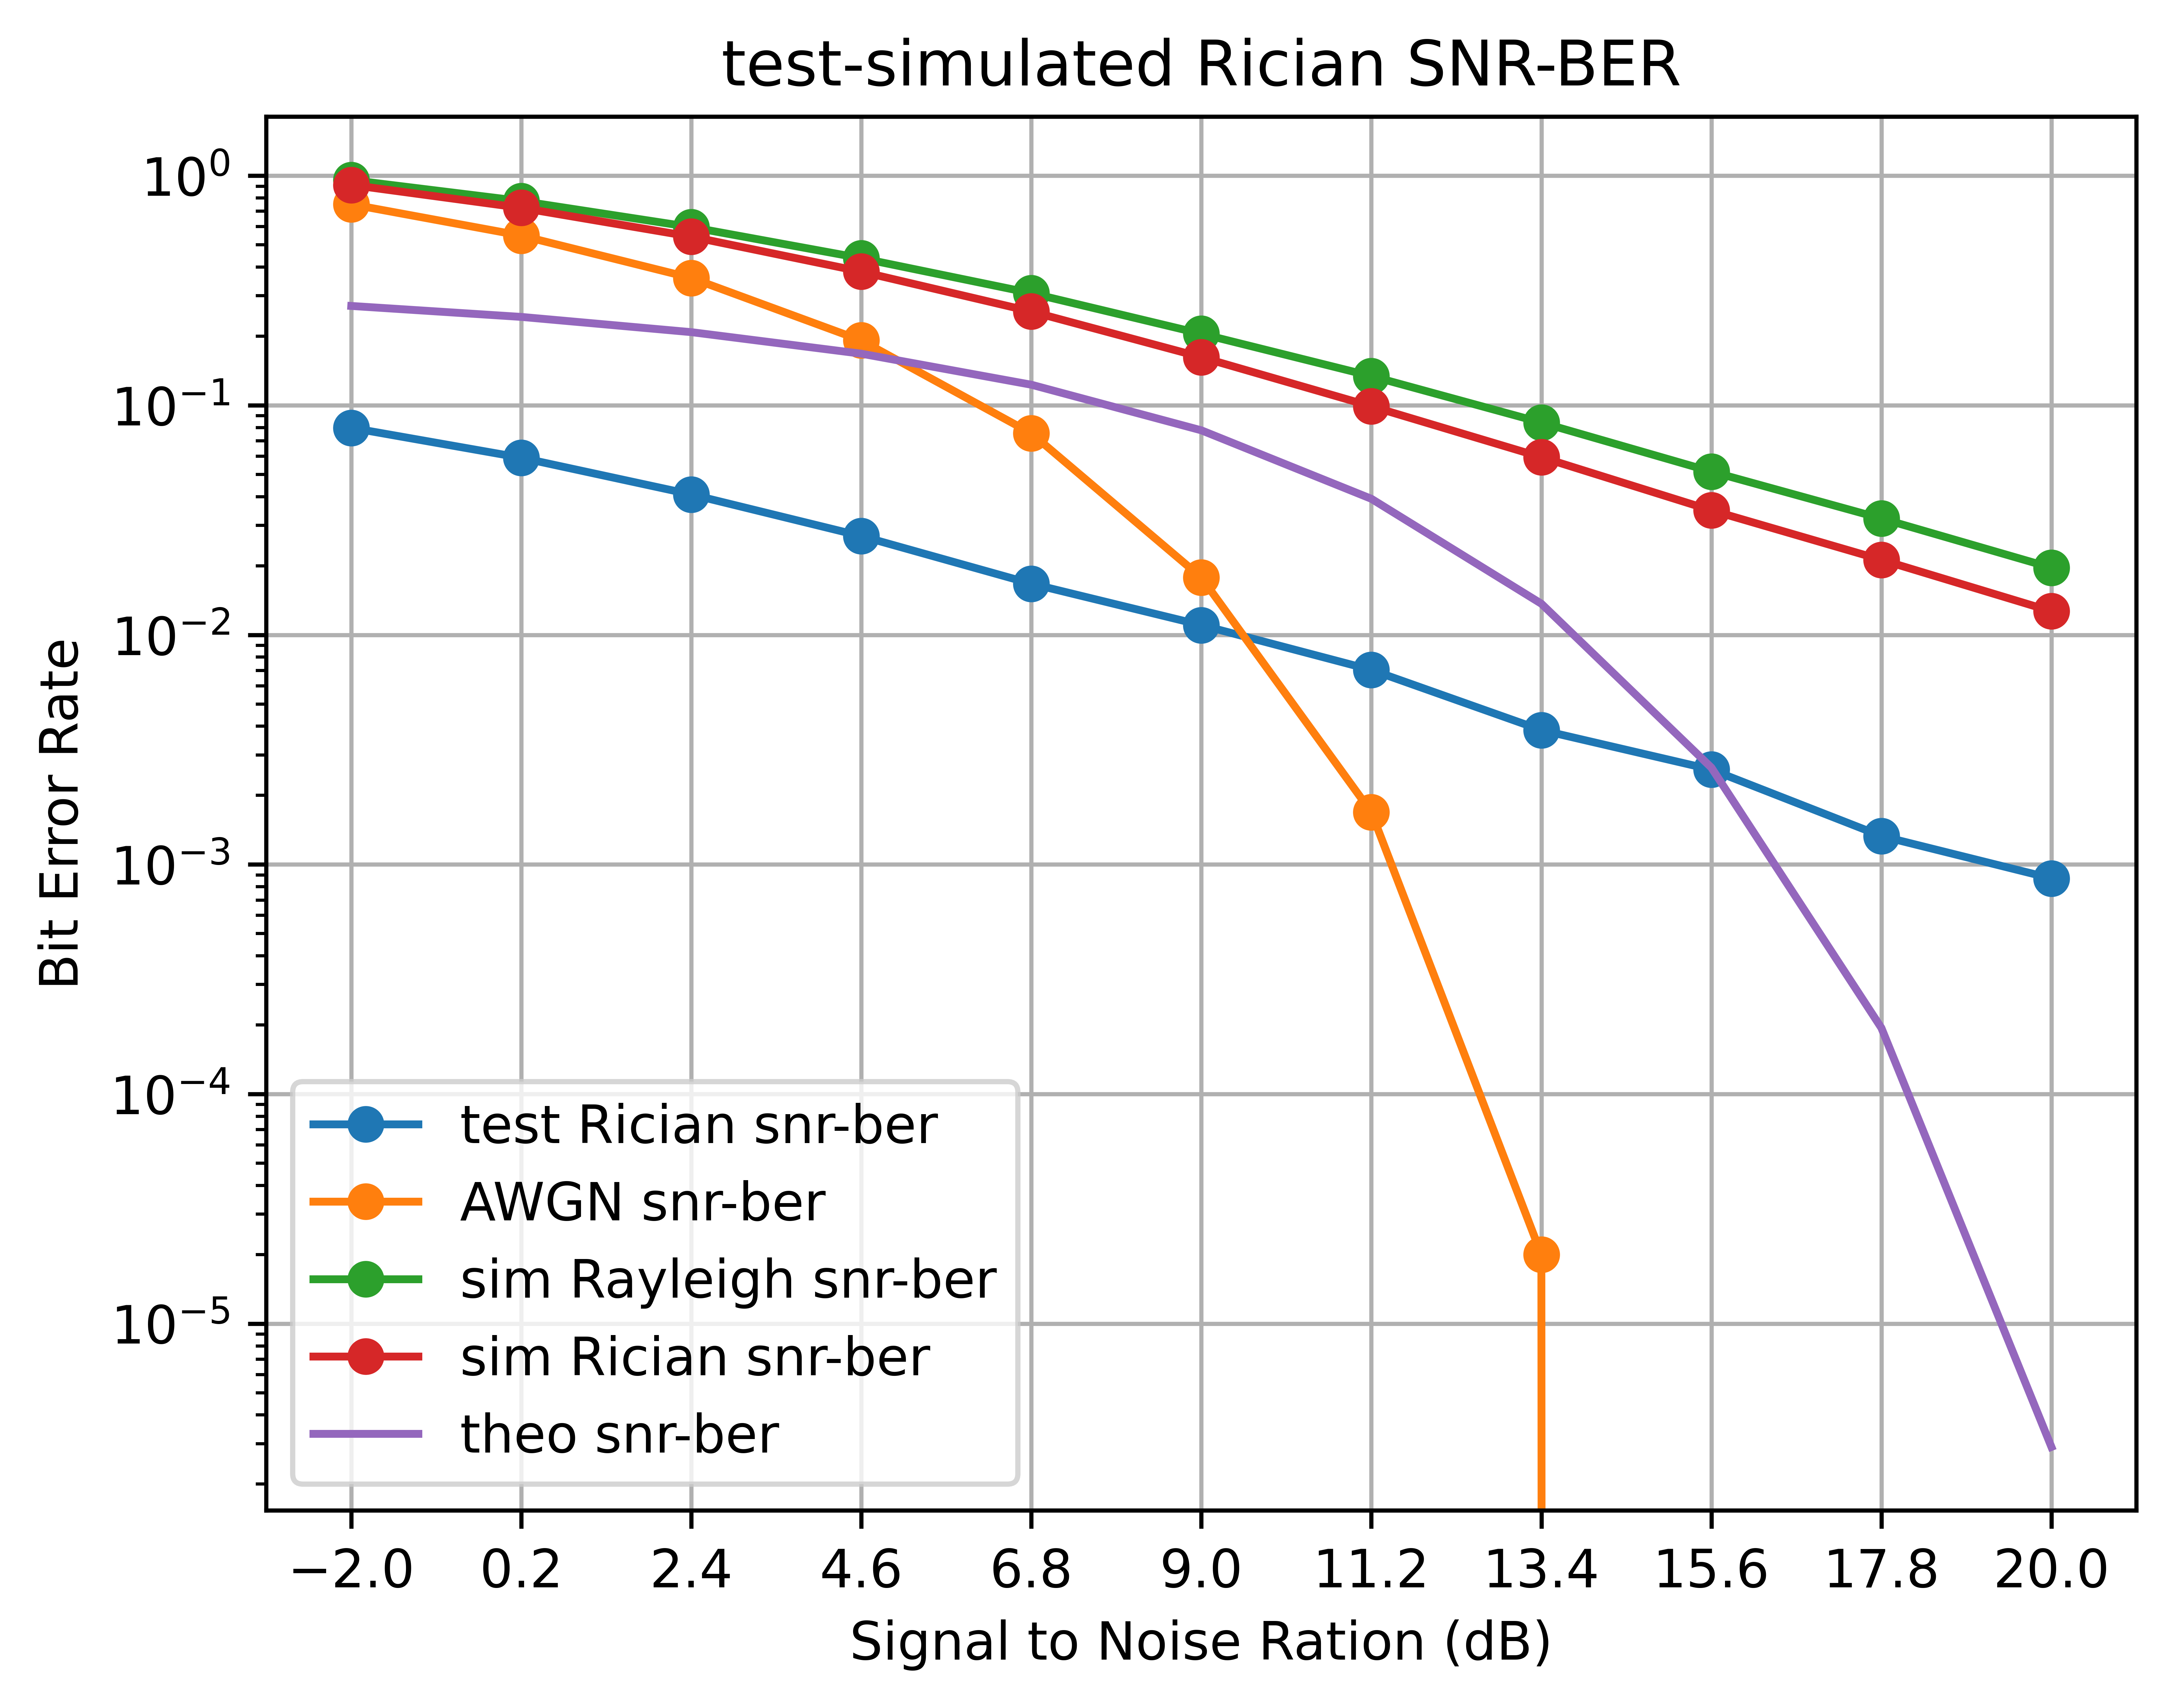 test-simulated Rician SNR-BER
10⁰
10⁻¹
10⁻²
10⁻³
10⁻⁴
10⁻⁵
Bit Error Rate
test Rician snr-ber
AWGN snr-ber
sim Rayleigh snr-ber
sim Rician snr-ber
theo snr-ber
−2.0 0.2 2.4 4.6 6.8 9.0 11.2 13.4 15.6 17.8 20.0
Signal to Noise Ration (dB)